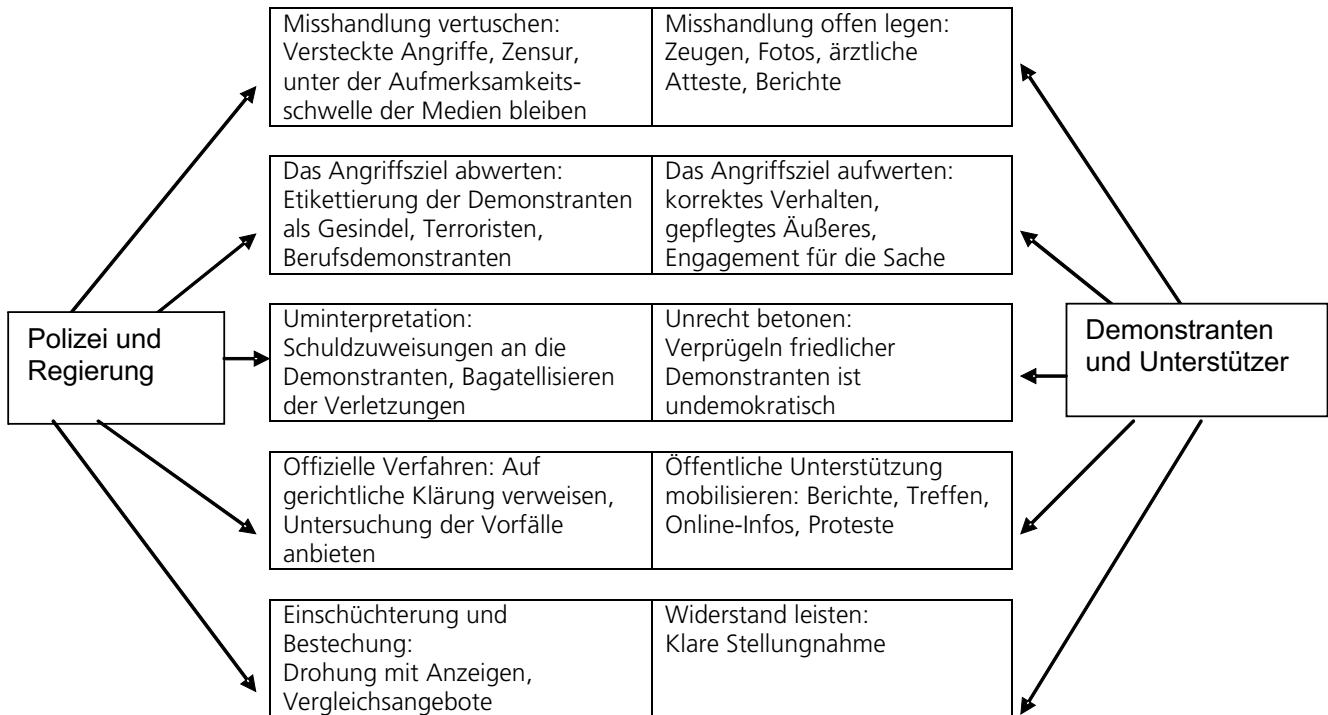 Misshandlung vertuschen:
Versteckte Angriffe, Zensur,
unter der Aufmerksamkeits-
schwelle der Medien bleiben
Misshandlung offen legen:
Zeugen, Fotos, ärztliche
Atteste, Berichte
Das Angriffsziel abwerten:
Etikettierung der Demonstranten
als Gesindel, Terroristen,
Berufsdemonstranten
Das Angriffsziel aufwerten:
korrektes Verhalten,
gepflegtes Äußeres,
Engagement für die Sache
Polizei und
Regierung
Uminterpretation:
Schuldzuweisungen an die
Demonstranten, Bagatellisieren
der Verletzungen
Unrecht betonen:
Verprügeln friedlicher
Demonstranten ist
undemokratisch
Demonstranten
und Unterstützer
Offizielle Verfahren: Auf
gerichtliche Klärung verweisen,
Untersuchung der Vorfälle
anbieten
Öffentliche Unterstützung
mobilisieren: Berichte, Treffen,
Online-Infos, Proteste
Einschüchterung und
Bestechung:
Drohung mit Anzeigen,
Vergleichsangebote
Widerstand leisten:
Klare Stellungnahme